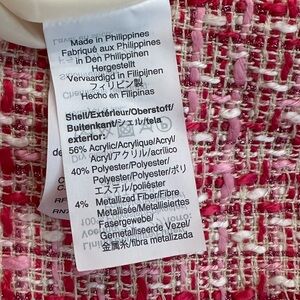 Made in Philippines
Fabriqué aux Philippines
in Den Philippinen
Hergestellt
Vervaardigd in Filipijnen
フィリピン製
Hecho en Filipinas
Shell/Extérieur/Oberstoff/
Buitenkant/シェル/tela
exterior:
56% Acrylic/Acrylique/Acryl/
Acryl/アクリル/acrílico
40% Polyester/Polyester/
Polyester/Polyester/ポリ
エステル/poliéster
4% Metallized Fiber/Fibre
Metallisée/Metallisiertes
Fasergewebe/
Gemetalliseerde Vezel/
金属糸/fibra metalizada